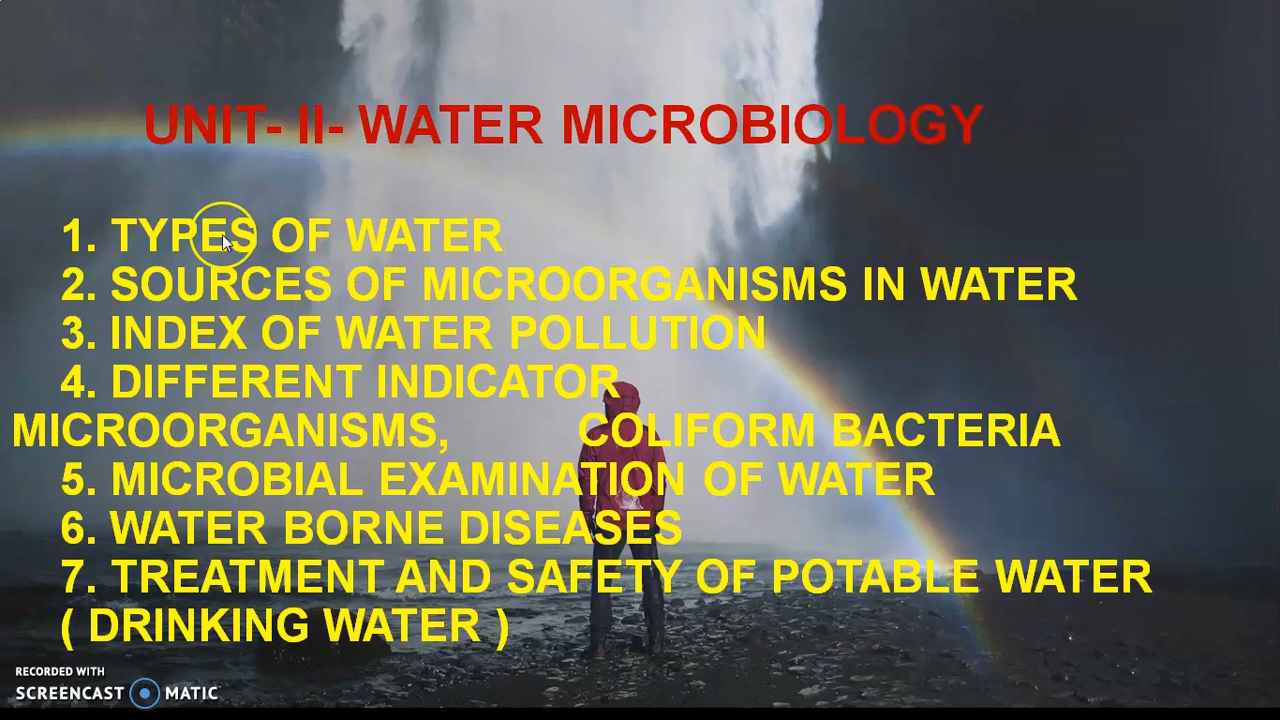 UNIT- II- WATER MICROBIOLOGY
1. TYPES OF WATER
2. SOURCES OF MICROORGANISMS IN WATER
3. INDEX OF WATER POLLUTION
4. DIFFERENT INDICATOR
MICROORGANISMS, COLIFORM BACTERIA
5. MICROBIAL EXAMINATION OF WATER
6. WATER BORNE DISEASES
7. TREATMENT AND SAFETY OF POTABLE WATER
( DRINKING WATER )
RECORDED WITH
SCREENCAST MATIC